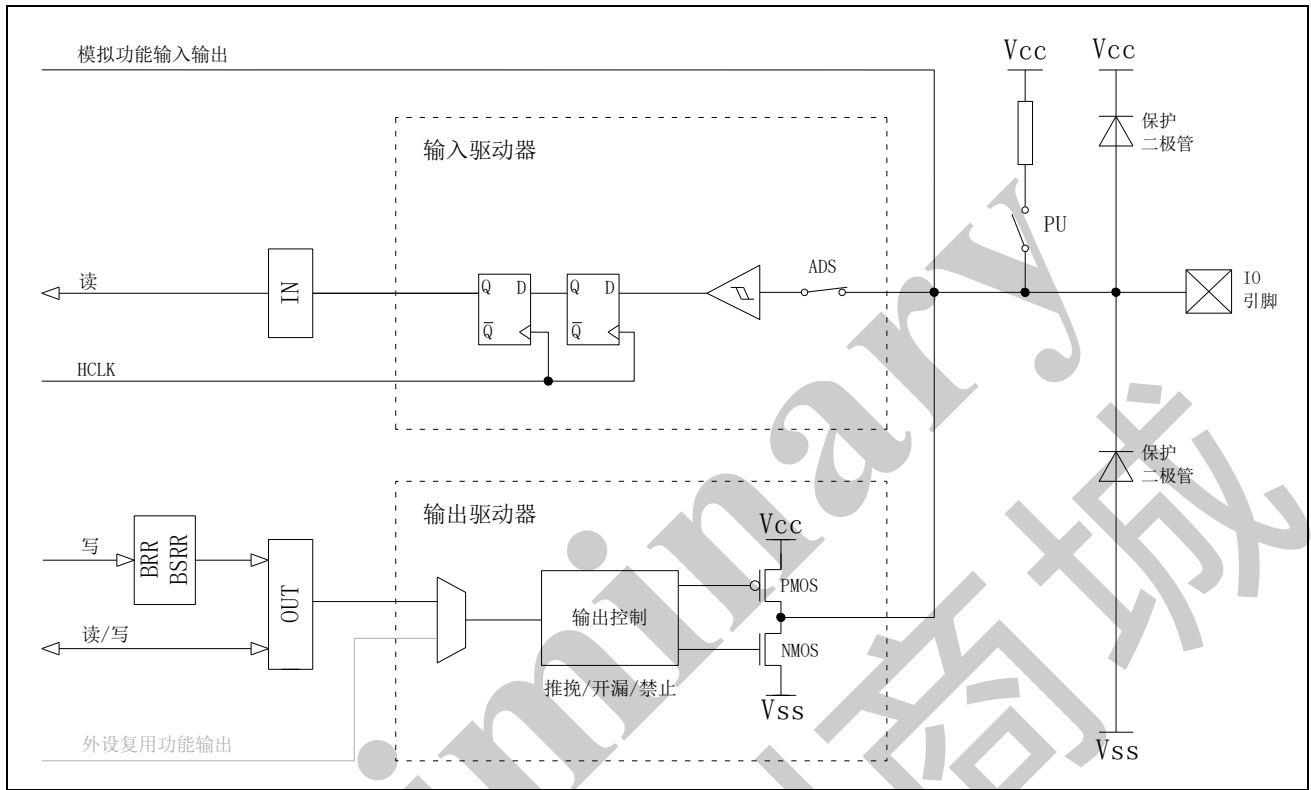 模拟功能输入输出
Vcc
Vcc
保护
二极管
输入驱动器
PU
ADS
读
IN
Q D
Q D
Q̅
Q̅
IO
引脚
HCLK
保护
二极管
输出驱动器
Vcc
写
BRR
BSRR
PMOS
OUT
输出控制
读/写
NMOS
推挽/开漏/禁止
Vss
外设复用功能输出
Vss
iminary
商城